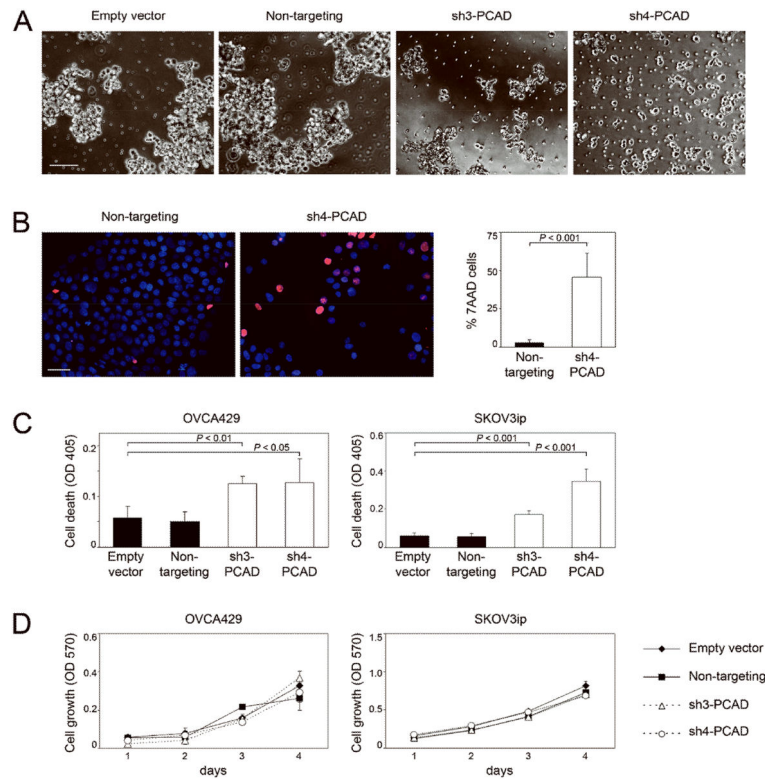 A
Empty vector Non-targeting sh3-PCAD sh4-PCAD
B
Non-targeting sh4-PCAD
% 7AAD cells
75
50
25
0
P < 0.001
Non-targeting
sh4-PCAD
C
OVCA429
Cell death (OD 405)
0.2
0.1
0
P < 0.01
P < 0.05
Empty vector
Non-targeting
sh3-PCAD
sh4-PCAD
SKOV3ip
Cell death (OD 405)
0.6
0.4
0.2
0
P < 0.001
P < 0.001
Empty vector
Non-targeting
sh3-PCAD
sh4-PCAD
D
OVCA429
Cell growth (OD 570)
0.6
0.4
0.2
0
1 2 3 4
days
SKOV3ip
Cell growth (OD 570)
1.5
1.0
0.5
0
1 2 3 4
days
Empty vector
Non-targeting
sh3-PCAD
sh4-PCAD